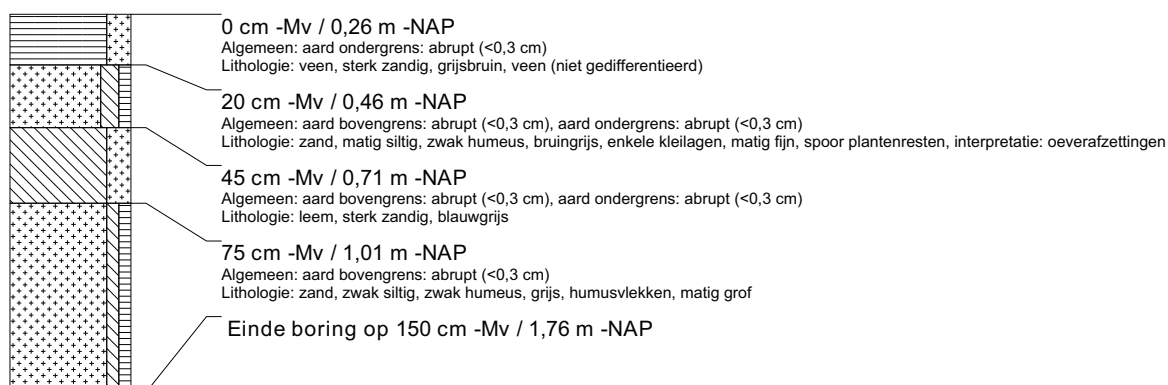 0 cm -Mv / 0,26 m -NAP
Algemeen: aard ondergrens: abrupt (<0,3 cm)
Lithologie: veen, sterk zandig, grijsbruin, veen (niet gedifferentieerd)
20 cm -Mv / 0,46 m -NAP
Algemeen: aard bovengrens: abrupt (<0,3 cm), aard ondergrens: abrupt (<0,3 cm)
Lithologie: zand, matig siltig, zwak humeus, bruingrijs, enkele kleilagen, matig fijn, spoor plantenresten, interpretatie: oeverafzettingen
45 cm -Mv / 0,71 m -NAP
Algemeen: aard bovengrens: abrupt (<0,3 cm), aard ondergrens: abrupt (<0,3 cm)
Lithologie: leem, sterk zandig, blauwgrijs
75 cm -Mv / 1,01 m -NAP
Algemeen: aard bovengrens: abrupt (<0,3 cm)
Lithologie: zand, zwak siltig, zwak humeus, grijs, humusvlekken, matig grof
Einde boring op 150 cm -Mv / 1,76 m -NAP